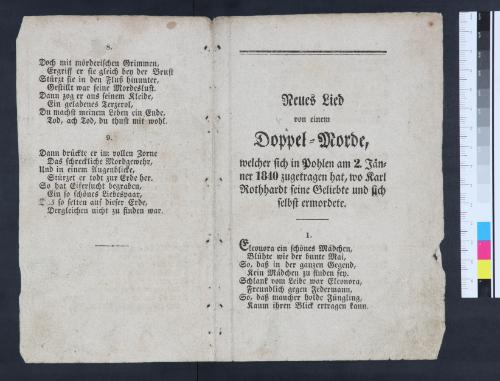 8.
Doch mit mörderischen Grimmen,
Ergriff er sie gleich bey der Brust
Stürzt sie in den Fluß hinunter,
Gestillt war seine Mordeslust.
Dann zog er aus seinem Kleide,
Ein geladenes Terzerol,
Du machst meinem Leben ein Ende.
Tod, ach Tod, du thust mit wohl.
9.
Dann drückte er im vollen Zorne
Das schreckliche Mordgewehr,
Und in einem Augenblicke,
Stürzet er todt zur Erde her.
So hat Eifersucht begraben,
Ein so schönes Liebespaar,
so selten auf dieser Erde,
Dergleichen nicht zu finden war.
Neues Lied
von einem
Doppel-Morde,
welcher sich in Pohlen am 2. Jän-
ner 1840 zugetragen hat, wo Karl
Rothhardt seine Geliebte und sich
selbst ermordete.
1.
Eleonora ein schönes Mädchen,
Blühte wie der bunte Mai,
So, daß in der ganzen Gegend,
Kein Mädchen zu finden sey.
Schlank vom Leibe war Eleonora,
Freundlich gegen Jedermann,
So, daß mancher holde Jüngling,
Kaum ihren Blick ertragen kann.